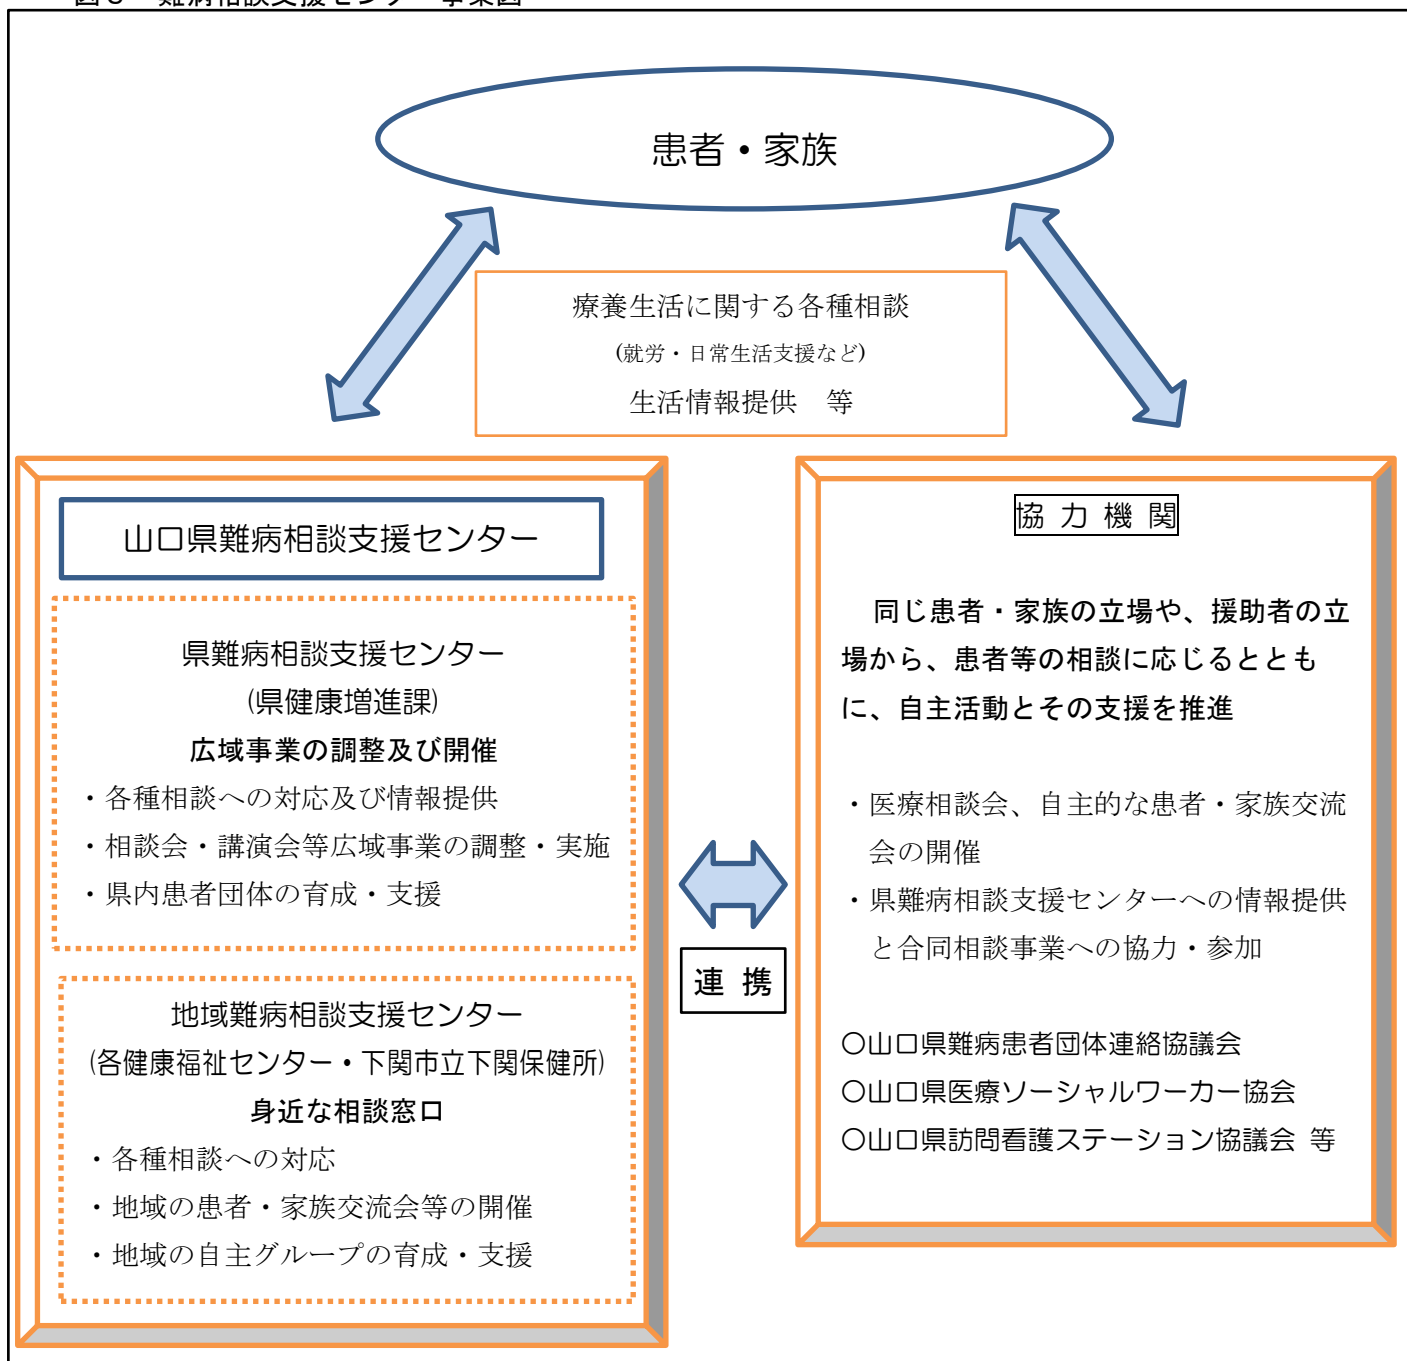 難病相談支援センター事業図
患者・家族
療養生活に関する各種相談
(就労・日常生活支援など)
生活情報提供　等
山口県難病相談支援センター
県難病相談支援センター
(県健康増進課)
広域事業の調整及び開催
・各種相談への対応及び情報提供
・相談会・講演会等広域事業の調整・実施
・県内患者団体の育成・支援
地域難病相談支援センター
(各健康福祉センター・下関市立下関保健所)
身近な相談窓口
・各種相談への対応
・地域の患者・家族交流会等の開催
・地域の自主グループの育成・支援
連 携
協 力 機 関
同じ患者・家族の立場や、援助者の立
場から、患者等の相談に応じるととも
に、自主活動とその支援を推進
・医療相談会、自主的な患者・家族交流
会の開催
・県難病相談支援センターへの情報提供
と合同相談事業への協力・参加
○山口県難病患者団体連絡協議会
○山口県医療ソーシャルワーカー協会
○山口県訪問看護ステーション協議会 等